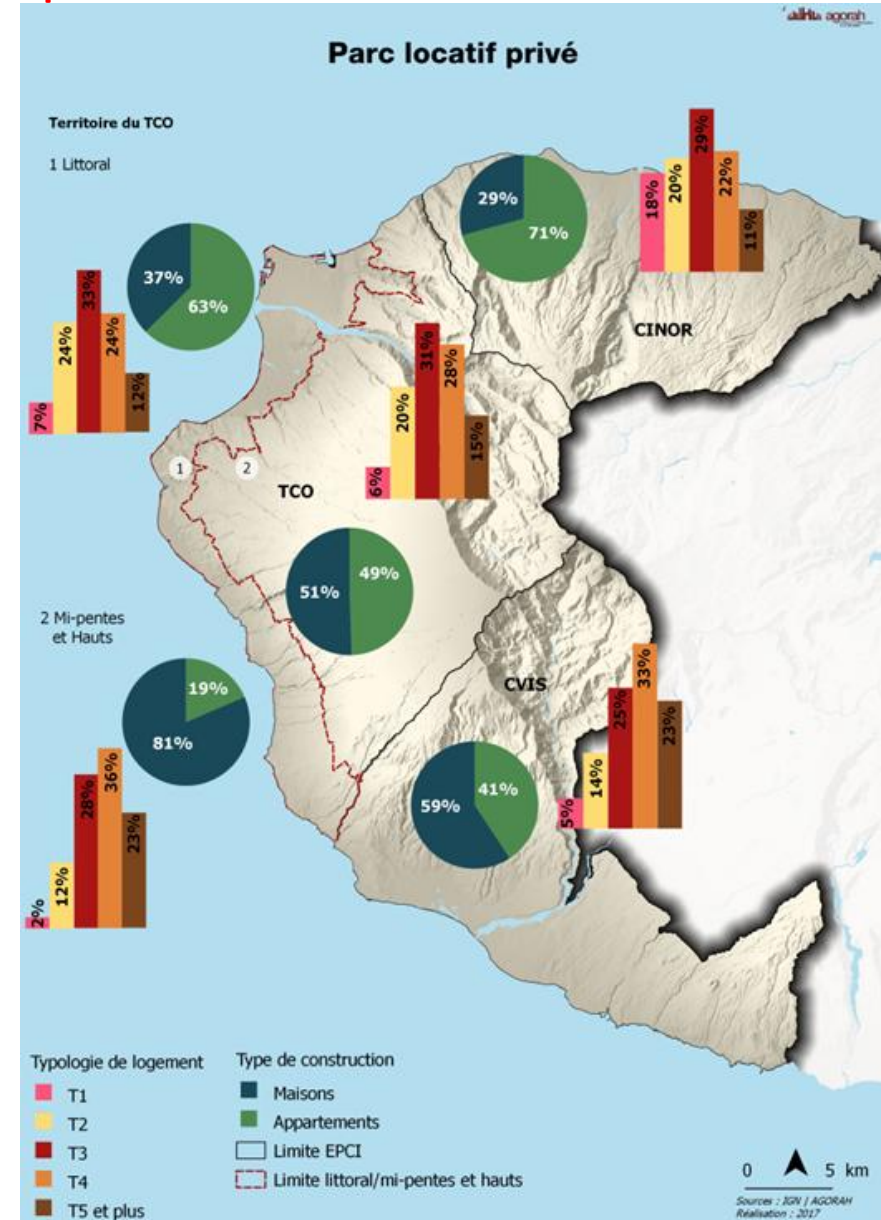 agorah
Parc locatif privé
Territoire du TCO
1 Littoral
29%
71%
18%
20%
29%
22%
11%
CINOR
37%
63%
7%
24%
33%
24%
12%
6%
20%
31%
28%
15%
1
2
TCO
51%
49%
2 Mi-pentes
et Hauts
19%
81%
2%
12%
28%
36%
23%
CVIS
5%
14%
25%
33%
23%
59%
41%
Typologie de logement
T1
T2
T3
T4
T5 et plus
Type de construction
Maisons
Appartements
Limite EPCI
Limite littoral/mi-pentes et hauts
0 5 km
Sources : IGN | AGORAH
Réalisation : 2017